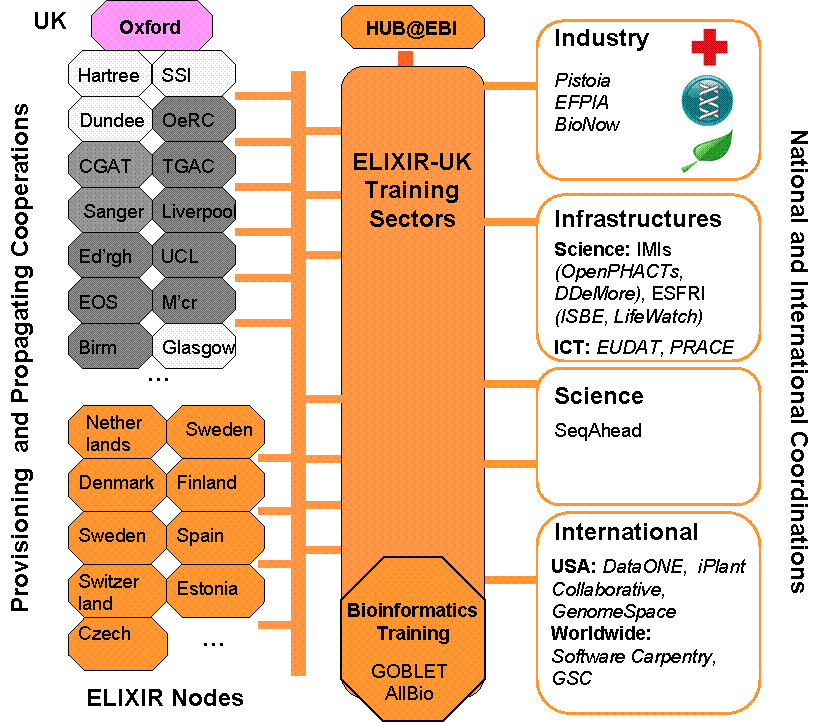 UK
Oxford
Hartree
SSI
Dundee
OeRC
CGAT
TGAC
Sanger
Liverpool
Ed'rgh
UCL
EOS
M'cr
Birm
Glasgow
...
Nether
lands
Sweden
Denmark
Finland
Sweden
Spain
Switzer
land
Estonia
Czech
...
ELIXIR Nodes
Provisioning and Propagating Cooperations
HUB@EBI
ELIXIR-UK
Training
Sectors
Bioinformatics
Training
GOBLET
AllBio
Industry
Pistoia
EFPIA
BioNow
Infrastructures
Science: IMIs
(OpenPHACTs,
DDeMore), ESFRI
(ISBE, LifeWatch)
ICT: EUDAT, PRACE
Science
SeqAhead
International
USA: DataONE, iPlant
Collaborative,
GenomeSpace
Worldwide:
Software Carpentry,
GSC
National and International Coordinations